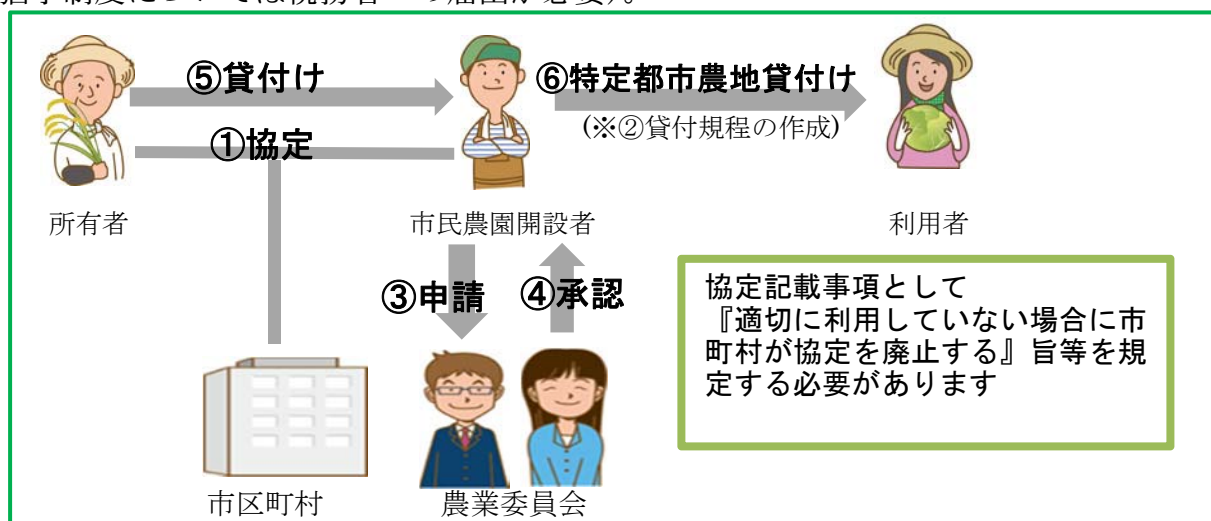 ⑤貸付け
⑥特定都市農地貸付け
(※②貸付規程の作成)
①協定
所有者
市民農園開設者
利用者
③申請
④承認
協定記載事項として
『適切に利用していない場合に市
町村が協定を廃止する』旨等を規
定する必要があります
市区町村
農業委員会